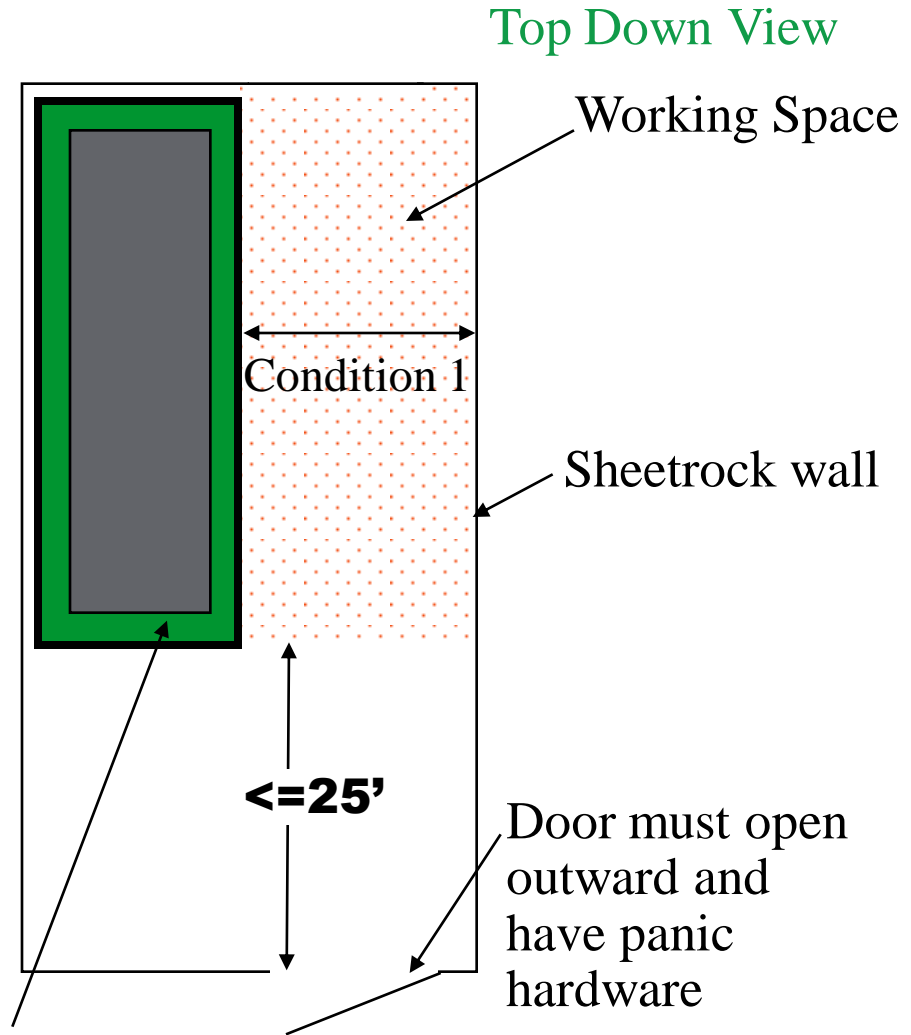 Top Down View
Working Space
Condition 1
Sheetrock wall
<=25’
Door must open
outward and
have panic
hardware